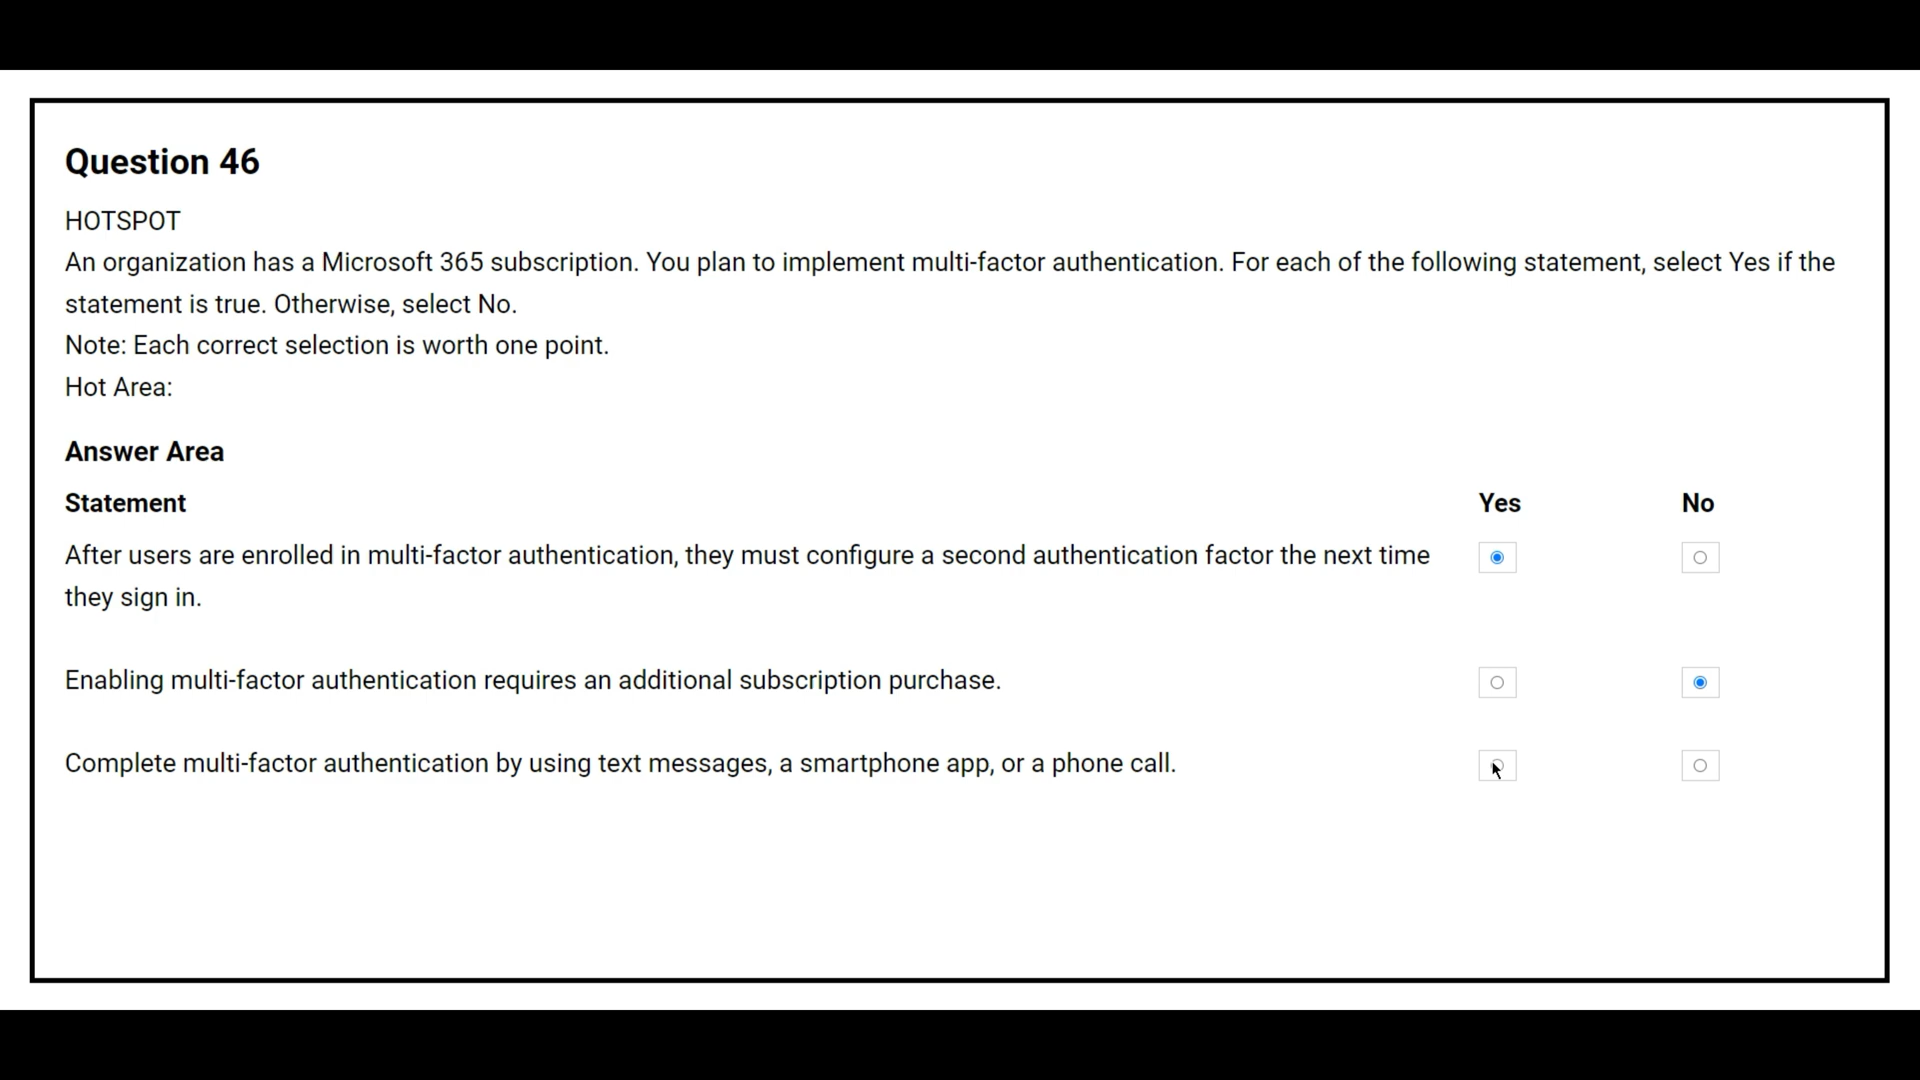 Question 46
HOTSPOT
An organization has a Microsoft 365 subscription. You plan to implement multi-factor authentication. For each of the following statement, select Yes if the
statement is true. Otherwise, select No.
Note: Each correct selection is worth one point.
Hot Area:
Answer Area
Statement Yes No
After users are enrolled in multi-factor authentication, they must configure a second authentication factor the next time
they sign in.
Enabling multi-factor authentication requires an additional subscription purchase.
Complete multi-factor authentication by using text messages, a smartphone app, or a phone call.